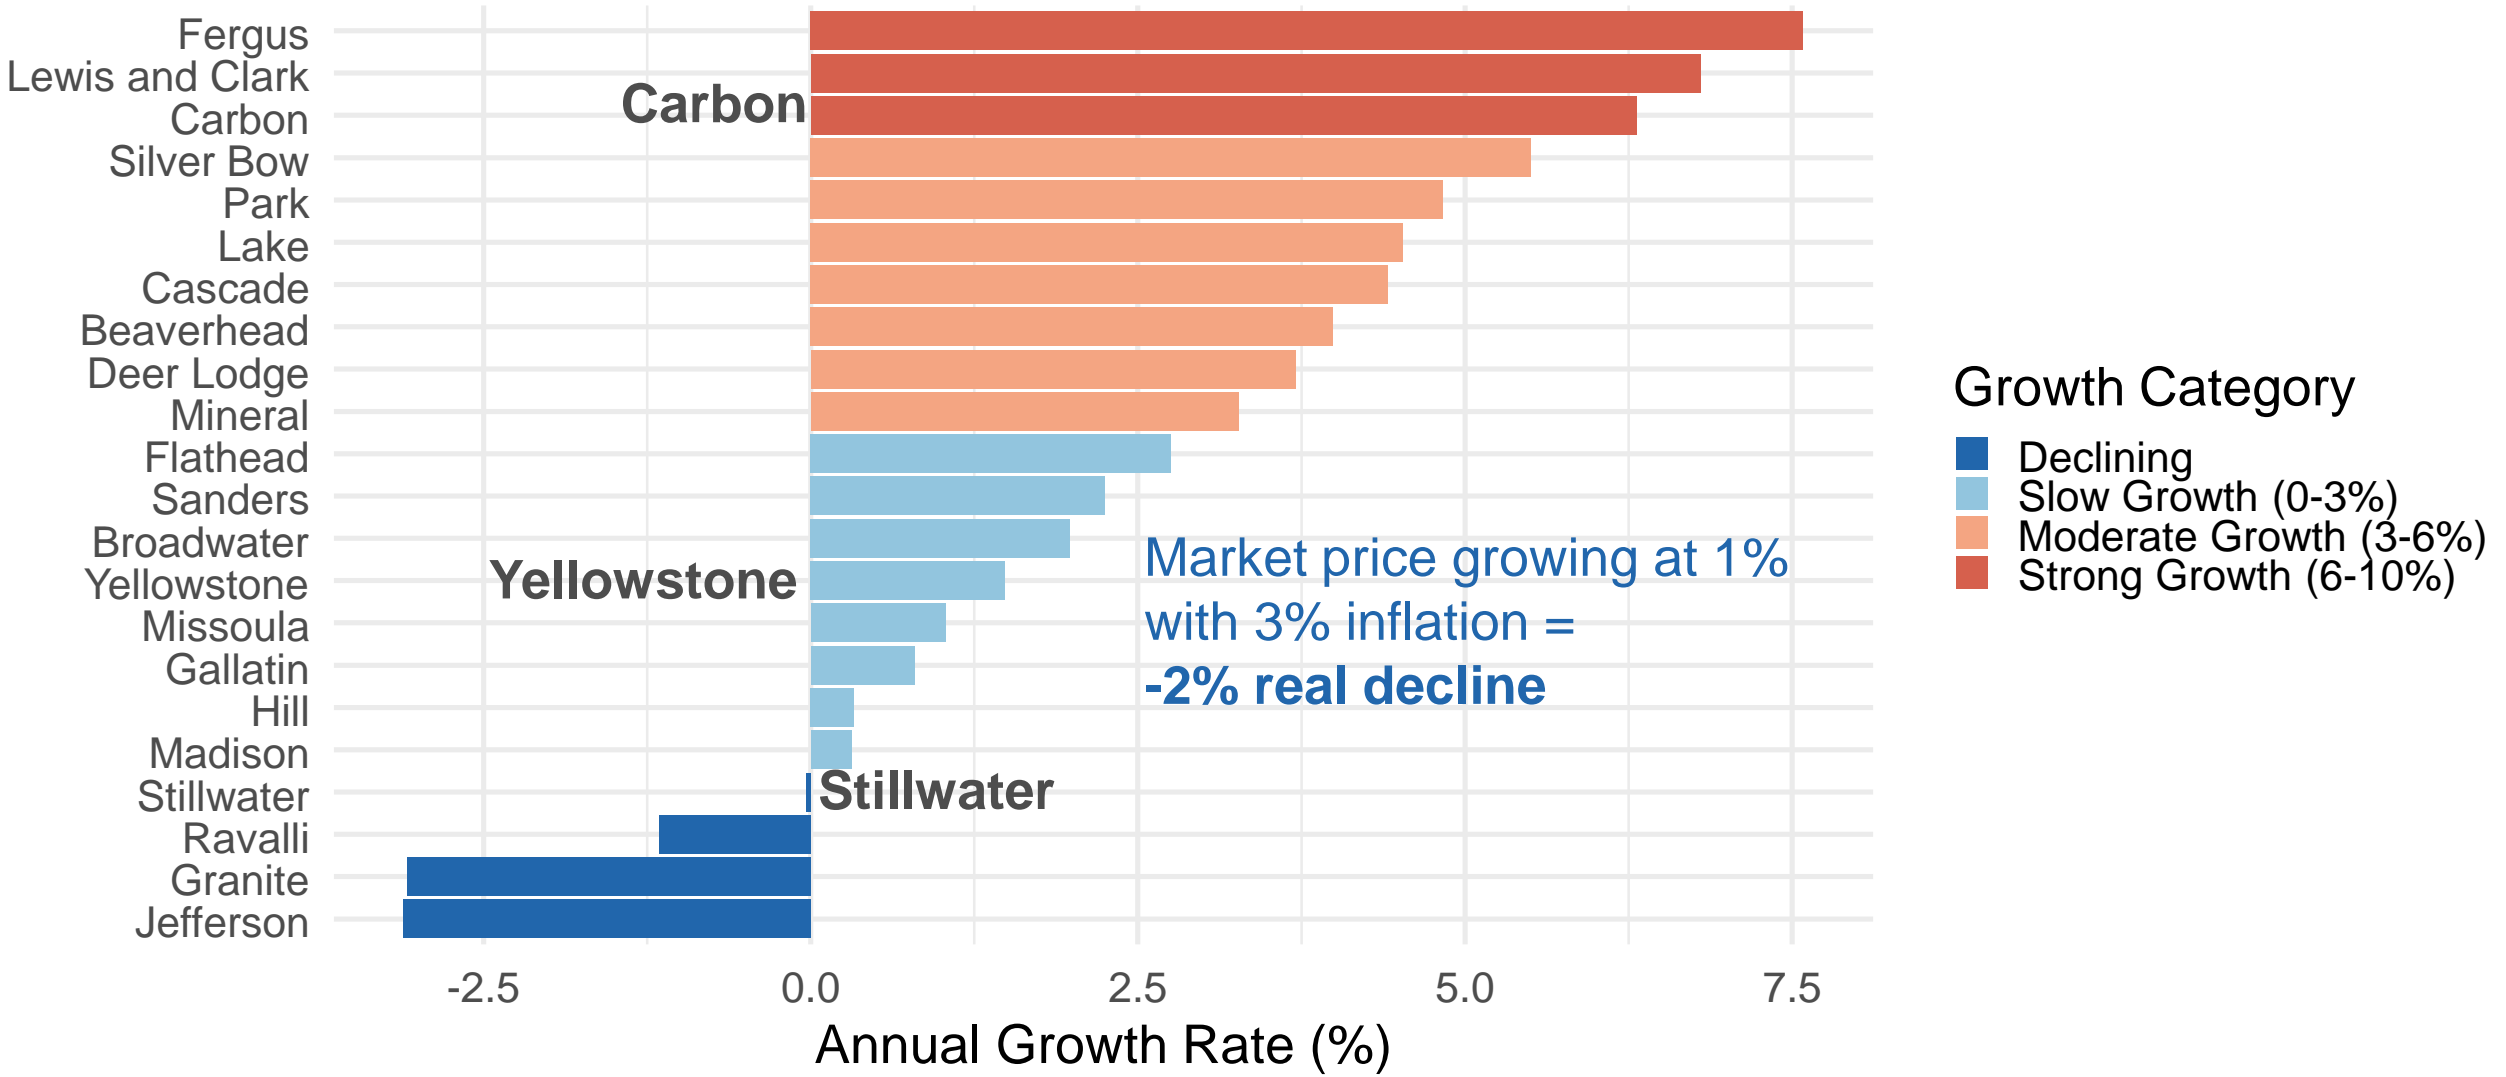 Fergus
Lewis and Clark
Carbon
Carbon
Silver Bow
Park
Lake
Cascade
Beaverhead
Deer Lodge
Mineral
Flathead
Sanders
Broadwater
Yellowstone
Yellowstone
Missoula
Gallatin
Hill
Madison
Stillwater
Stillwater
Ravalli
Granite
Jefferson
Market price growing at 1%
with 3% inflation =
-2% real decline
-2.5 0.0 2.5 5.0 7.5
Annual Growth Rate (%)
Growth Category
Declining
Slow Growth (0-3%)
Moderate Growth (3-6%)
Strong Growth (6-10%)